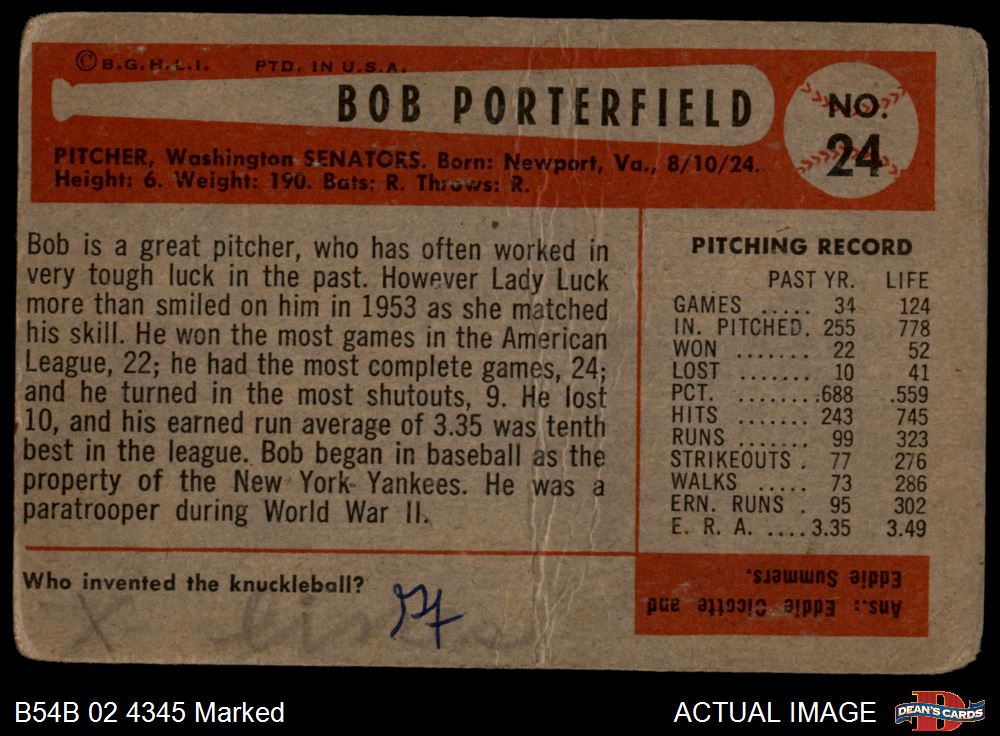 © B.G.H.L.I. PTD. IN U.S.A.
BOB PORTERFIELD
NO.
24
PITCHER, Washington SENATORS. Born: Newport, Va., 8/10/24.
Height: 6. Weight: 190. Bats: R. Throws: R.
Bob is a great pitcher, who has often worked in
very tough luck in the past. However Lady Luck
more than smiled on him in 1953 as she matched
his skill. He won the most games in the American
League, 22; he had the most complete games, 24;
and he turned in the most shutouts, 9. He lost
10, and his earned run average of 3.35 was tenth
best in the league. Bob began in baseball as the
property of the New York Yankees. He was a
paratrooper during World War II.
PITCHING RECORD
PAST YR. LIFE
GAMES ..... 34 124
IN. PITCHED. 255 778
WON ....... 22 52
LOST ....... 10 41
PCT. ........688 .559
HITS ....... 243 745
RUNS ....... 99 323
STRIKEOUTS . 77 276
WALKS ..... 73 286
ERN. RUNS . 95 302
E. R. A. ....3.35 3.49
Who invented the knuckleball?
Ans.: Eddie Cicotte and
Eddie Summers.
B54B 02 4345 Marked
ACTUAL IMAGE
D
DEAN'S CARDS